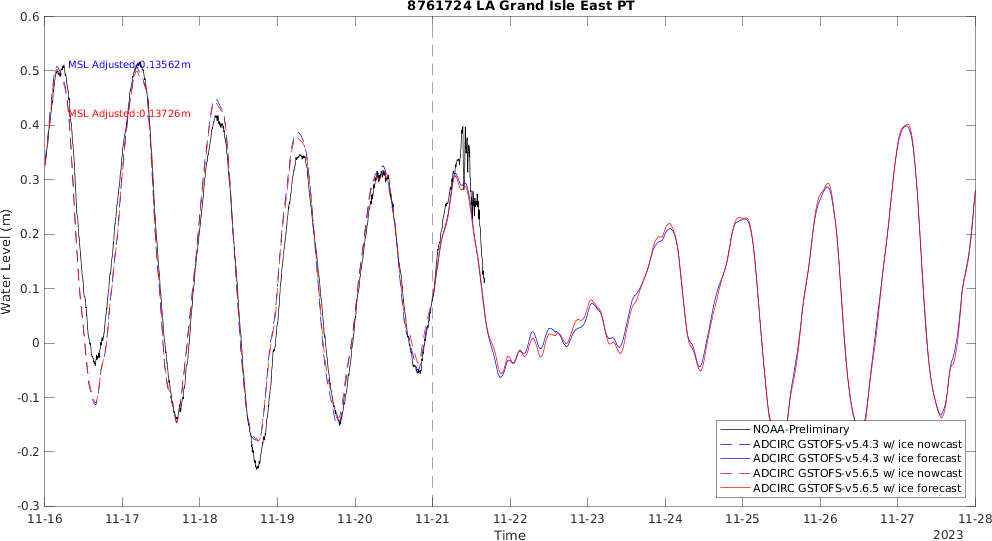 8761724 LA Grand Isle East PT
0.6
0.5
0.4
0.3
0.2
0.1
0
-0.1
-0.2
-0.3
Water Level (m)
MSL Adjusted:0.13562m
MSL Adjusted:0.13726m
NOAA-Preliminary
ADCIRC GSTOFS-v5.4.3 w/ ice nowcast
ADCIRC GSTOFS-v5.4.3 w/ ice forecast
ADCIRC GSTOFS-v5.6.5 w/ ice nowcast
ADCIRC GSTOFS-v5.6.5 w/ ice forecast
11-16 11-17 11-18 11-19 11-20 11-21 11-22 11-23 11-24 11-25 11-26 11-27 11-28
Time
2023